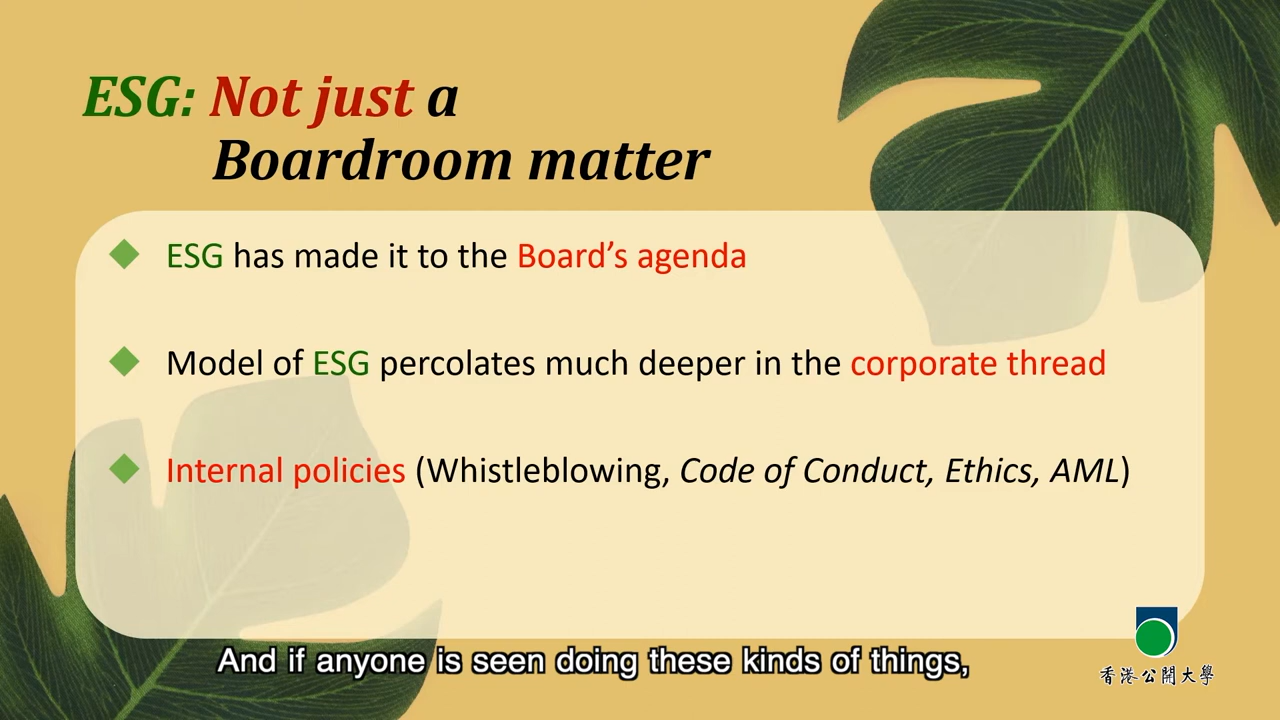 ESG: Not just a
Boardroom matter
ESG has made it to the Board’s agenda
Model of ESG percolates much deeper in the corporate thread
Internal policies (Whistleblowing, Code of Conduct, Ethics, AML)
And if anyone is seen doing these kinds of things,
香港公開大學